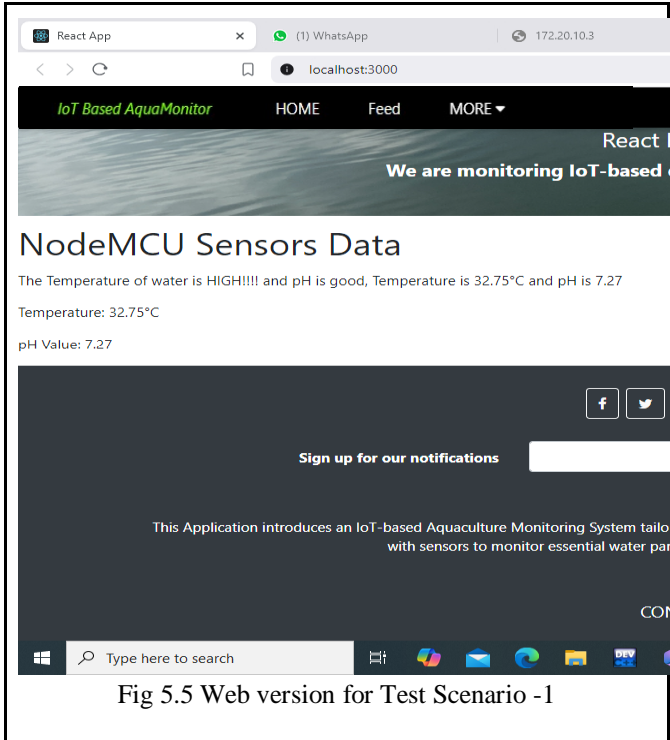 React App
(1) WhatsApp
172.20.10.3
localhost:3000
IoT Based AquaMonitor HOME Feed MORE
React
We are monitoring IoT-based
NodeMCU Sensors Data
The Temperature of water is HIGH!!!! and pH is good, Temperature is 32.75°C and pH is 7.27
Temperature: 32.75°C
pH Value: 7.27
Sign up for our notifications
This Application introduces an IoT-based Aquaculture Monitoring System tailo
with sensors to monitor essential water par
CON
Type here to search
DEV
Fig 5.5 Web version for Test Scenario -1